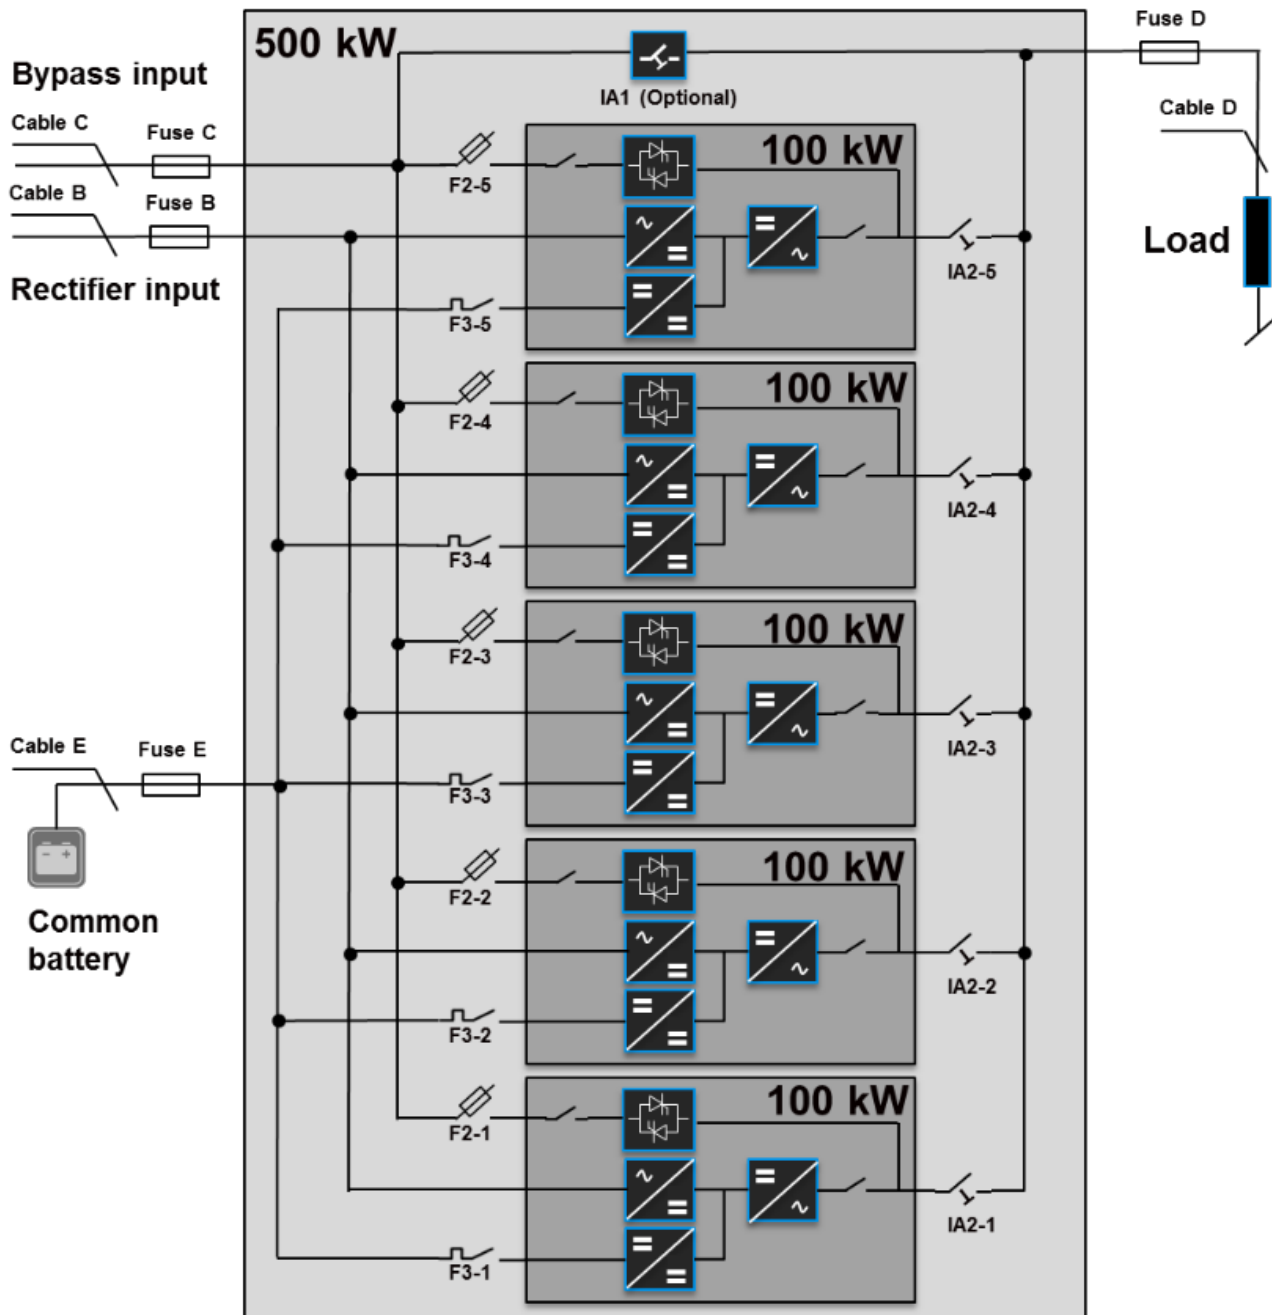 500 kW
Fuse D
Bypass input
IA1 (Optional)
Cable C
Fuse C
Cable D
100 kW
F2-5
Cable B
Fuse B
Load
Rectifier input
IA2-5
F3-5
100 kW
F2-4
IA2-4
F3-4
100 kW
F2-3
Cable E
Fuse E
IA2-3
F3-3
100 kW
F2-2
Common
battery
IA2-2
F3-2
100 kW
F2-1
IA2-1
F3-1